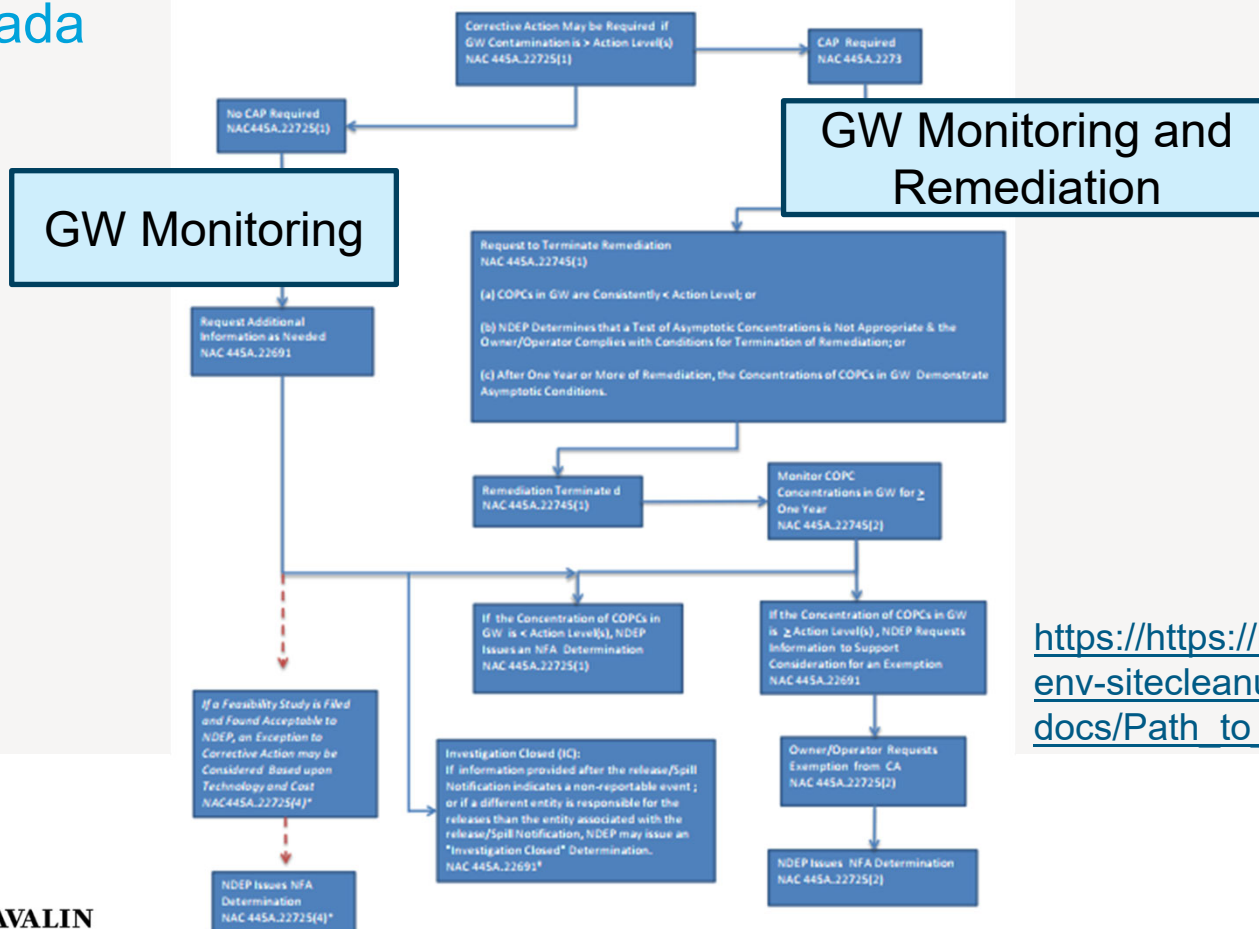 ada
Corrective Action May be Required if
GW Contamination is > Action Level(s)
NAC 445A.22725(1)
CAP Required
NAC 445A.2273
No CAP Required
NAC445A.22725(1)
GW Monitoring and
Remediation
GW Monitoring
Request to Terminate Remediation
NAC 445A.22745(1)
(a) COPCs in GW are Consistently < Action Level; or
(b) NDEP Determines that a Test of Asymptotic Concentrations is Not Appropriate & the
Owner/Operator Complies with Conditions for Termination of Remediation; or
(c) After One Year or More of Remediation, the Concentrations of COPCs in GW Demonstrate
Asymptotic Conditions.
Request Additional
Information as Needed
NAC 445A.22691
Remediation Terminate d
NAC 445A.22745(1)
Monitor COPC
Concentrations in GW for ≥
One Year
NAC 445A.22745(2)
If the Concentration of COPCs in
GW is < Action Level(s), NDEP
Issues an NFA Determination
NAC 445A.22725(1)
If the Concentration of COPCs in GW
is ≥ Action Level(s) , NDEP Requests
Information to Support
Consideration for an Exemption
NAC 445A.22691
https://https://
env-sitecleanu
docs/Path_to_
If a Feasibility Study is Filed
and Found Acceptable to
NDEP, an Exception to
Corrective Action may be
Considered Based upon
Technology and Cost
NAC445A.22725(4)*
Investigation Closed (IC):
If information provided after the release/Spill
Notification indicates a non-reportable event ;
or if a different entity is responsible for the
releases than the entity associated with the
release/Spill Notification, NDEP may issue an
"Investigation Closed" Determination.
NAC 445A.22691*
Owner/Operator Requests
Exemption from CA
NAC 445A.22725(2)
NDEP Issues NFA
Determination
NAC 445A.22725(4)*
NDEP Issues NFA Determination
NAC 445A.22725(2)
AVALIN